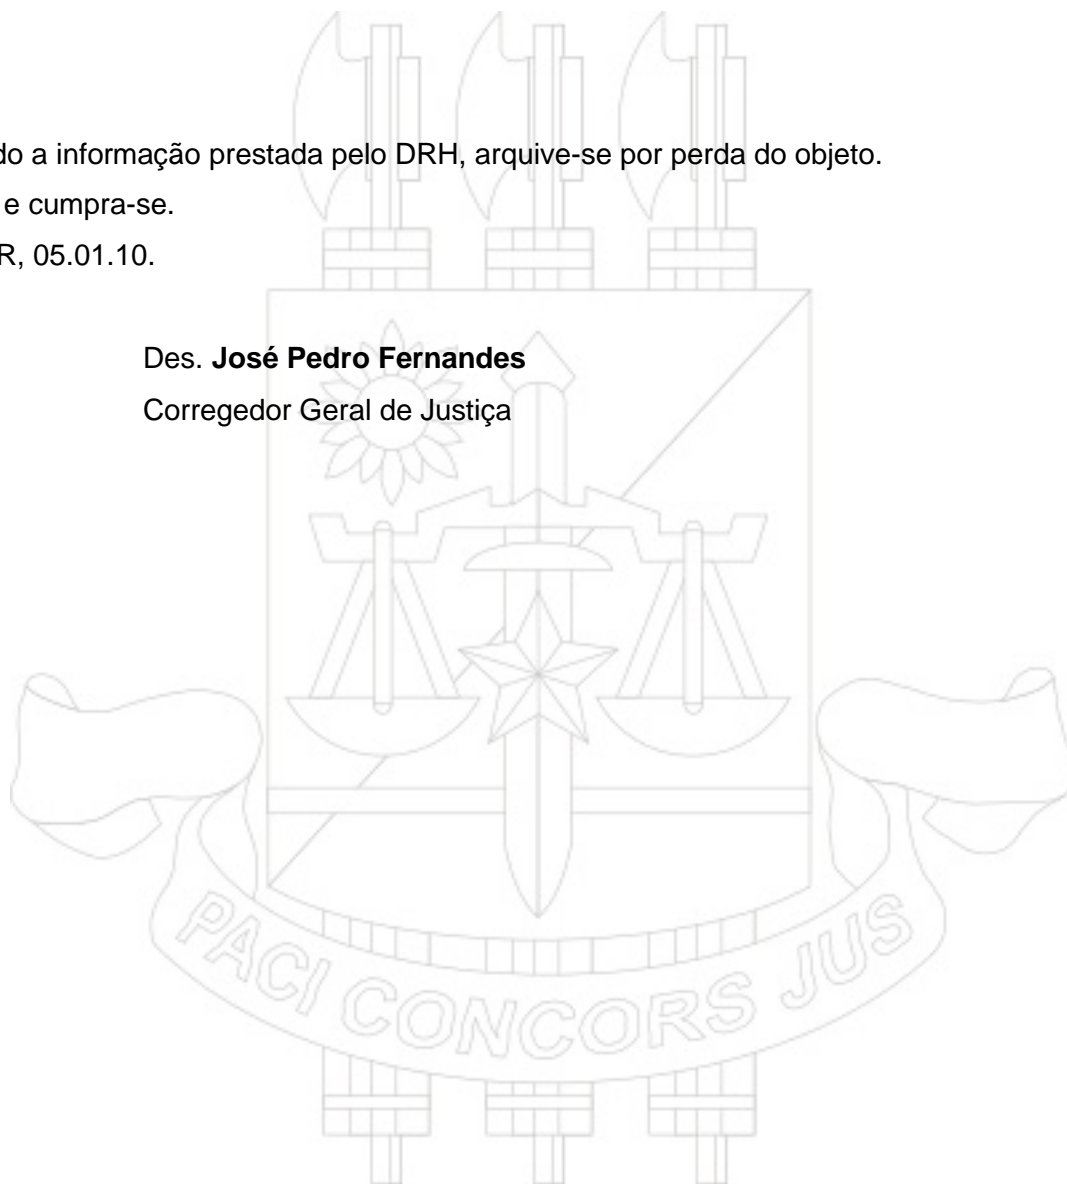 do a informação prestada pelo DRH, arquive-se por perda do objeto.
e cumpra-se.
R, 05.01.10.
Des. José Pedro Fernandes
Corregedor Geral de Justiça
PACI CONCORS JUS